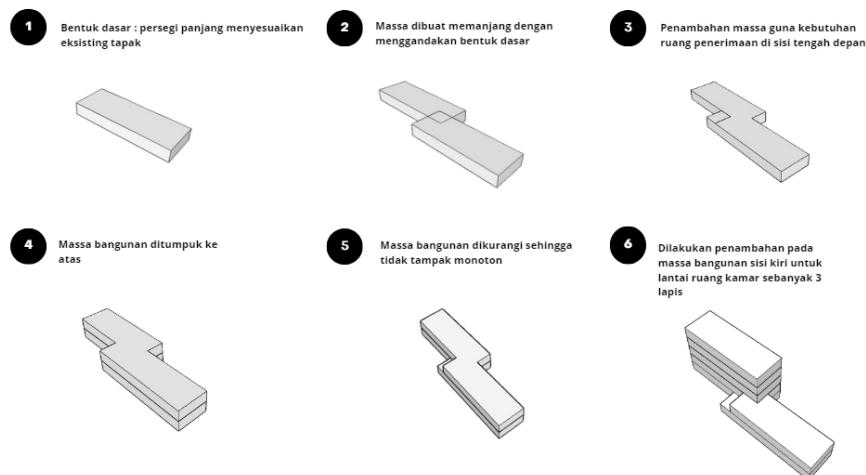 1
Bentuk dasar : persegi panjang menyesuaikan
eksisting tapak
2
Massa dibuat memanjang dengan
menggandakan bentuk dasar
3
Penambahan massa guna kebutuhan
ruang penerimaan di sisi tengah depan
4
Massa bangunan ditumpuk ke
atas
5
Massa bangunan dikurangi sehingga
tidak tampak monoton
6
Dilakukan penambahan pada
massa bangunan sisi kiri untuk
lantai ruang kamar sebanyak 3
lapis